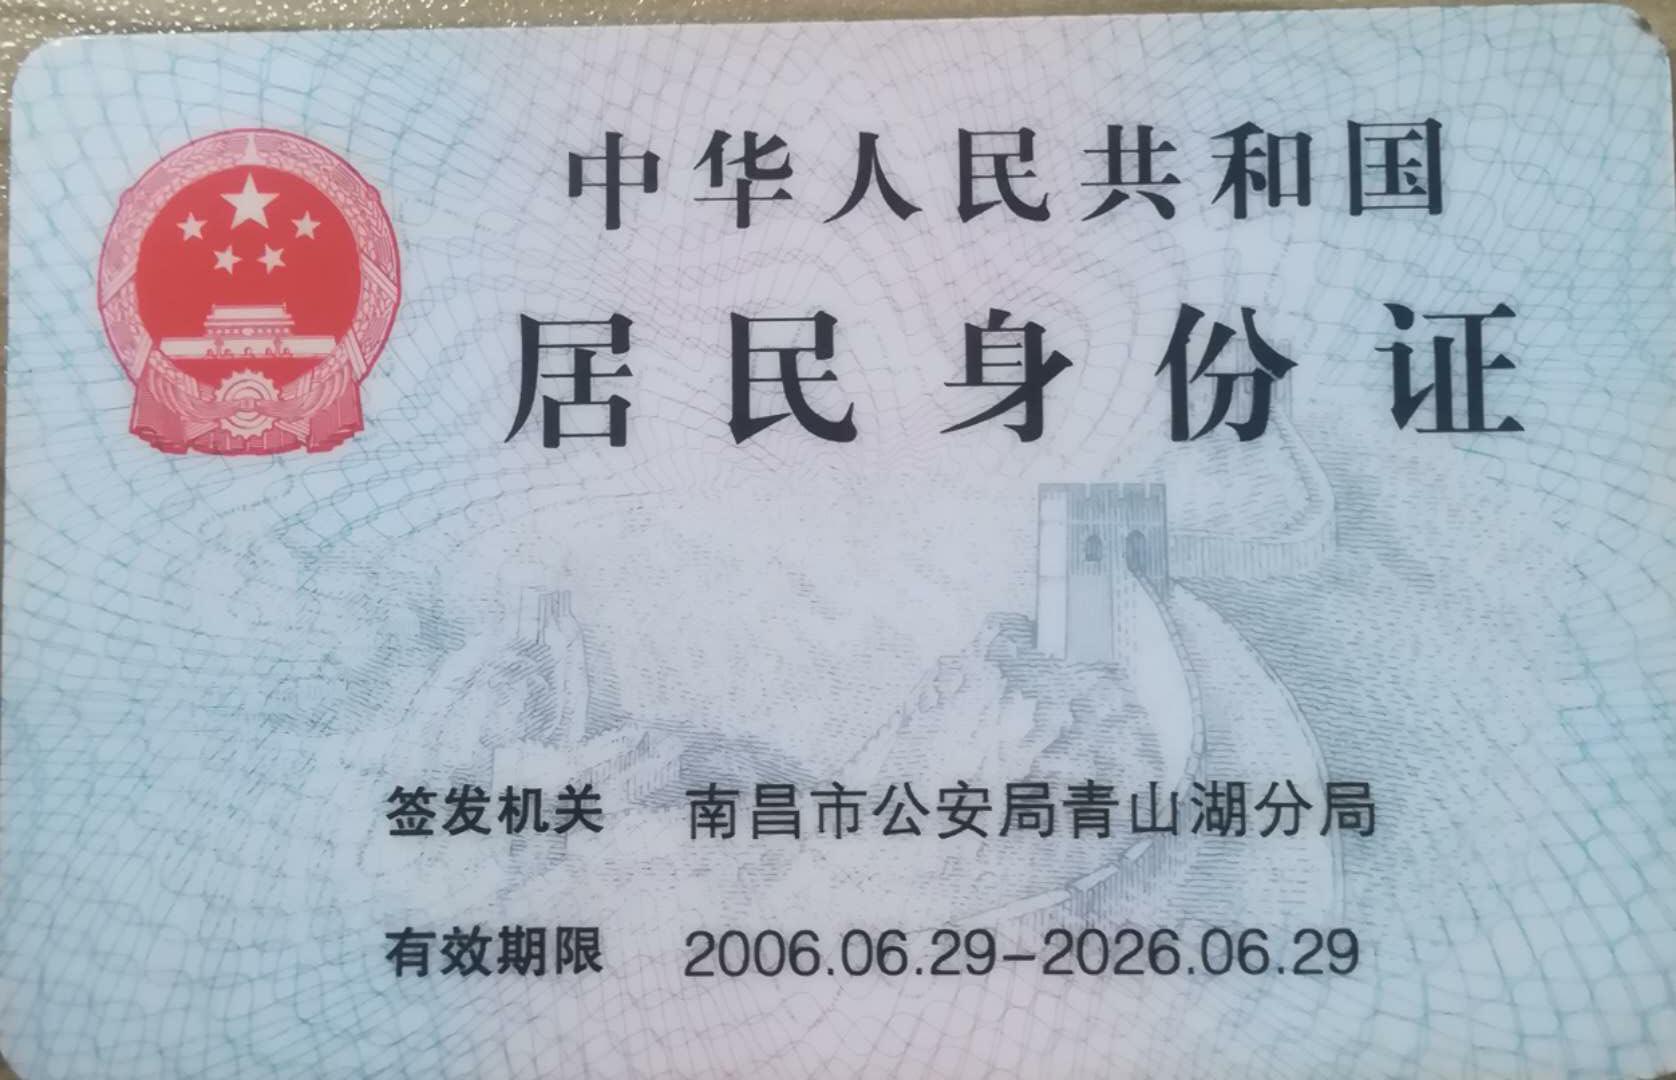 中华人民共和国
居民身份证
签发机关 南昌市公安局青山湖分局
有效期限 2006.06.29-2026.06.29